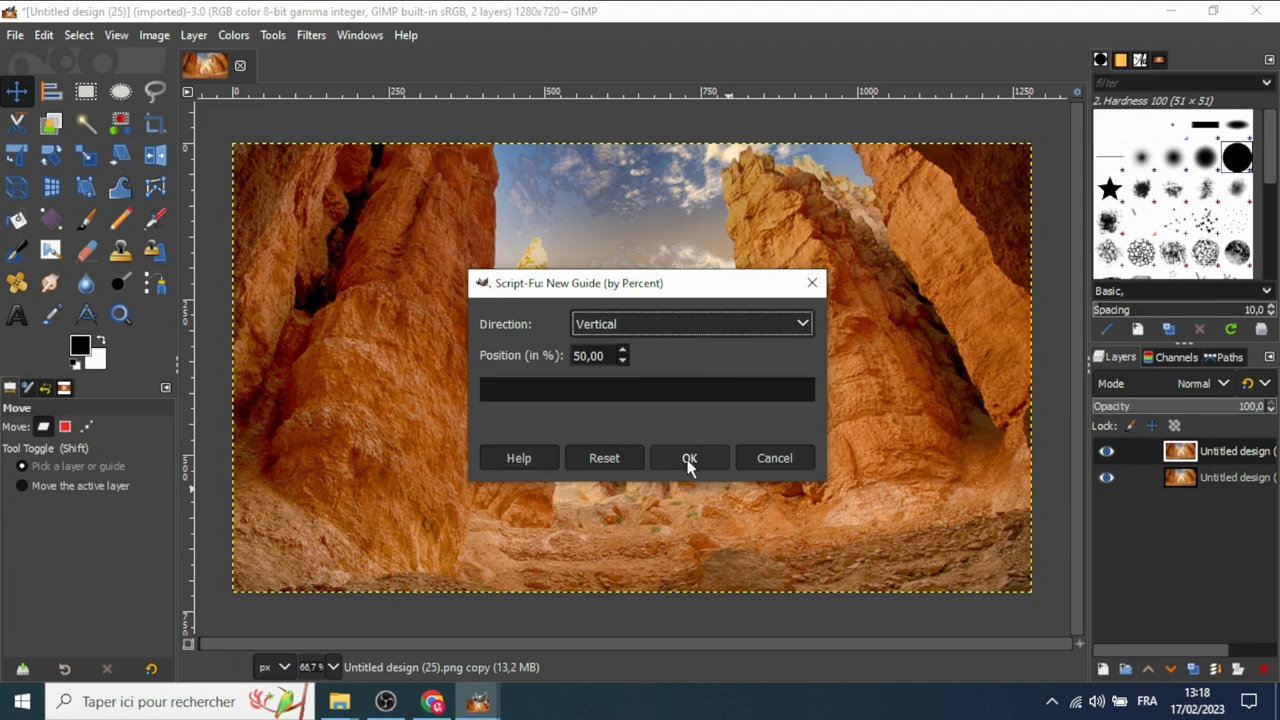 *[Untitled design (25)] (imported)-3.0 (RGB color 8-bit gamma integer, GIMP built-in sRGB, 2 layers) 1280x720 – GIMP
File Edit Select View Image Layer Colors Tools Filters Windows Help
0 250 500 750 1000 1250
filter
2. Hardness 100 (51 × 51)
Script-Fu: New Guide (by Percent)
Direction: Vertical
Position (in %): 50,00
Help Reset OK Cancel
Basic,
Spacing 10,0
Layers Channels Paths
Mode Normal
Opacity 100,0
Lock:
Untitled design (
Untitled design (
Move
Move:
Tool Toggle (Shift)
Pick a layer or guide
Move the active layer
px 66,7 % Untitled design (25).png copy (13,2 MB)
Taper ici pour rechercher
FRA
13:18
17/02/2023